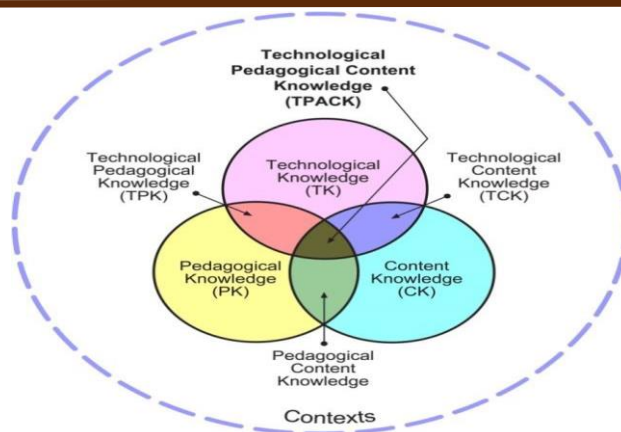 Technological
Pedagogical Content
Knowledge
(TPACK)
Technological
Pedagogical
Knowledge
(TPK)
Technological
Knowledge
(TK)
Technological
Content
Knowledge
(TCK)
Pedagogical
Knowledge
(PK)
Content
Knowledge
(CK)
Pedagogical
Content
Knowledge
Contexts